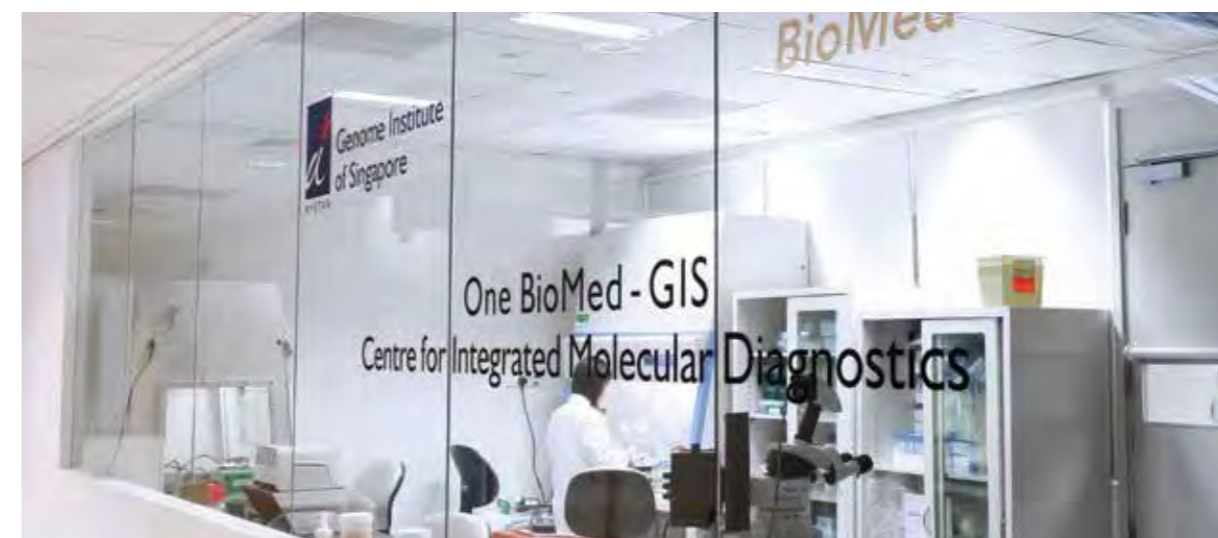 BioMed
Genome Institute
of Singapore
One BioMed - GIS
Centre for Integrated Molecular Diagnostics